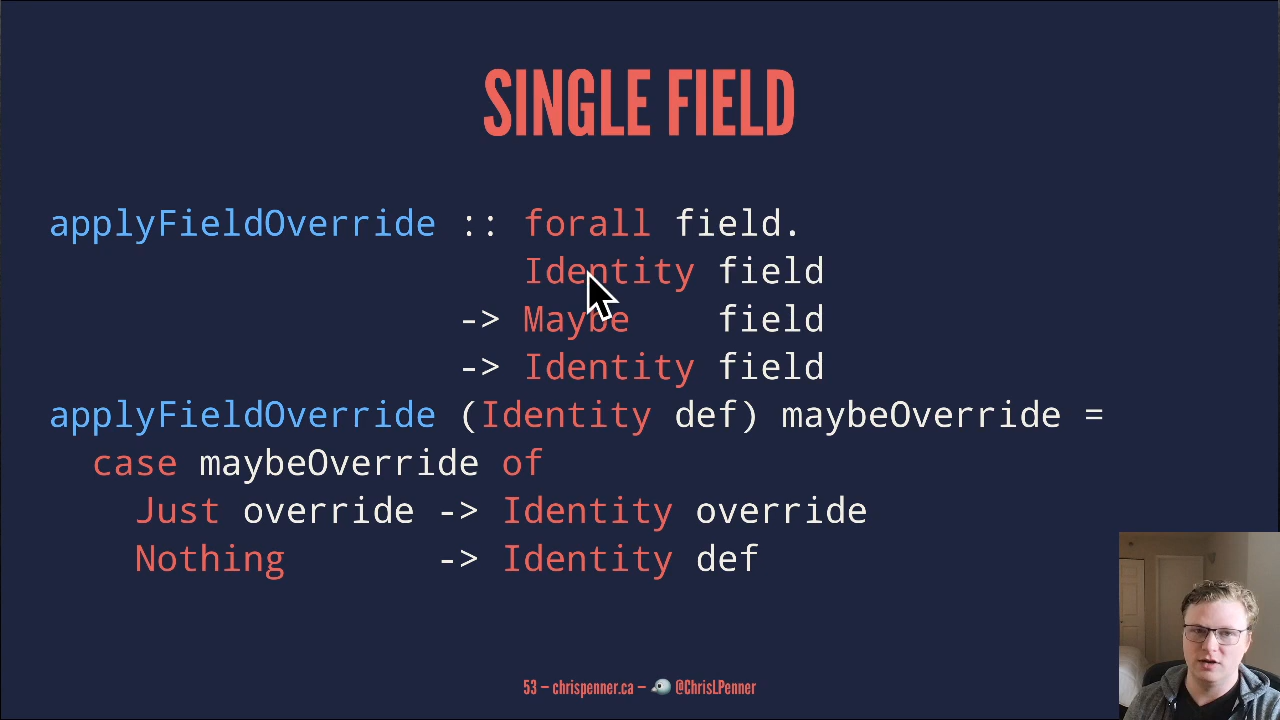 SINGLE FIELD
applyFieldOverride :: forall field.
Identity field
-> Maybe field
-> Identity field
applyFieldOverride (Identity def) maybeOverride =
case maybeOverride of
Just override -> Identity override
Nothing -> Identity def
53 – chrispenner.ca – @ChrisLPenner